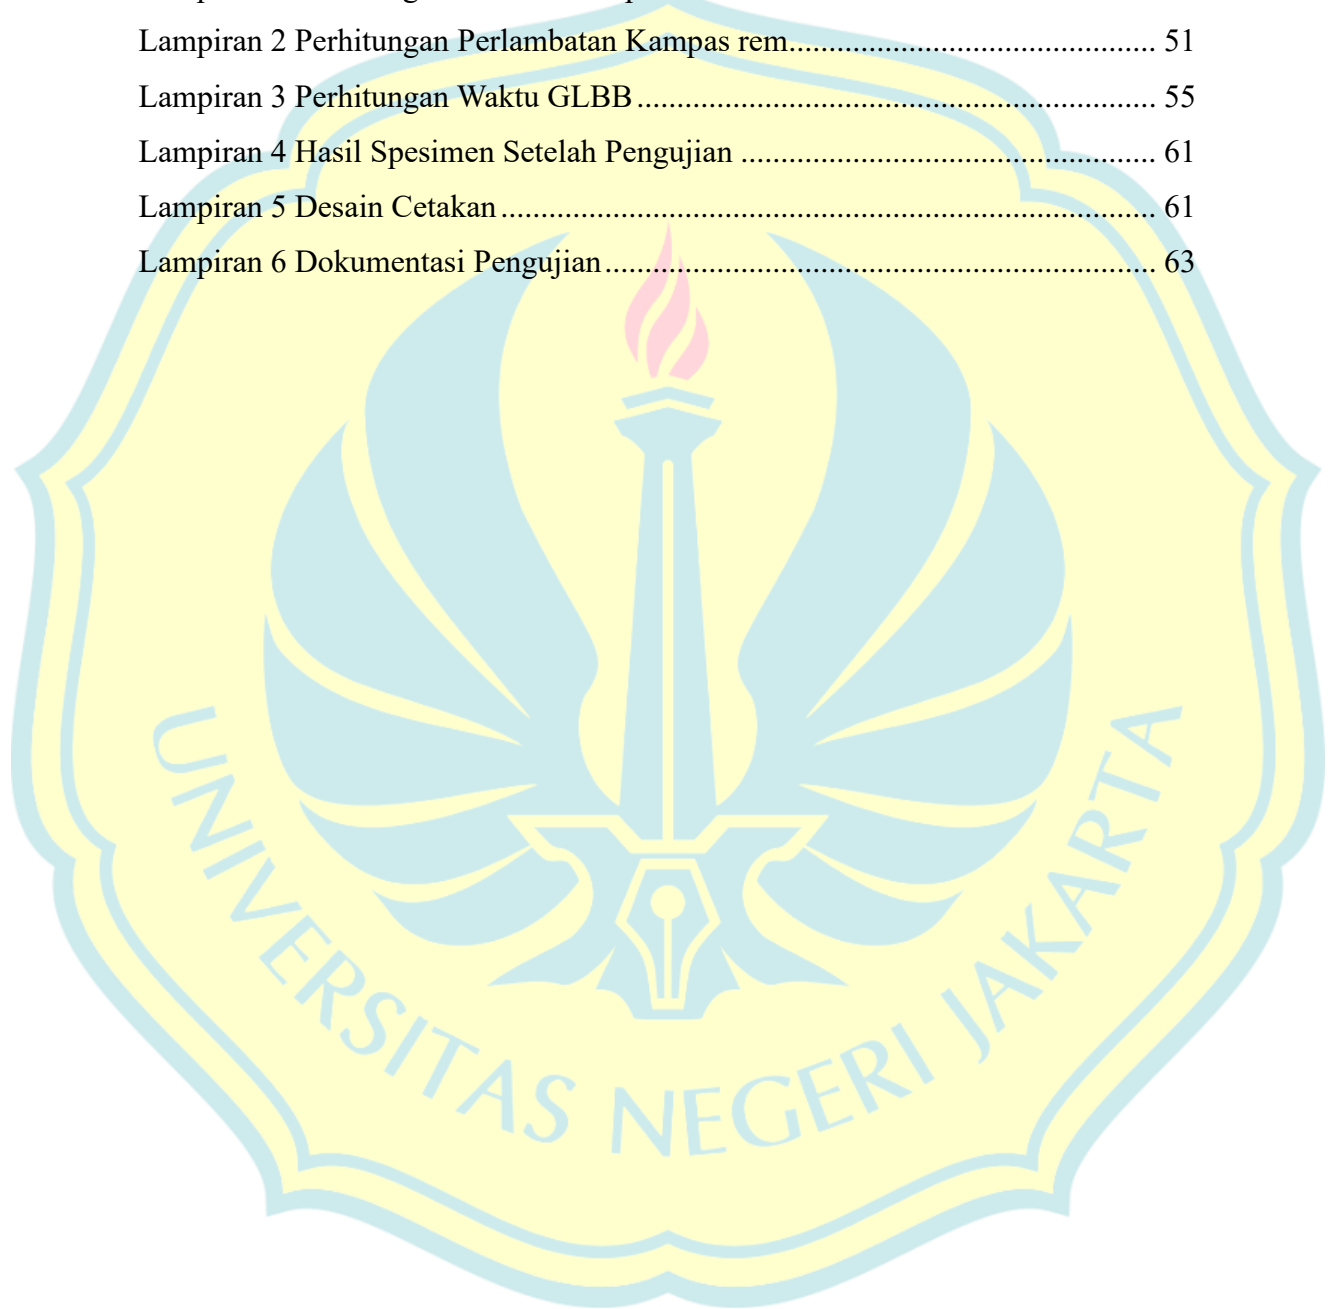 Lampiran 2 Perhitungan Perlambatan Kampas rem.................................................. 51
Lampiran 3 Perhitungan Waktu GLBB.................................................................. 55
Lampiran 4 Hasil Spesimen Setelah Pengujian ..................................................... 61
Lampiran 5 Desain Cetakan................................................................................... 61
Lampiran 6 Dokumentasi Pengujian...................................................................... 63
UNIVERSITAS NEGERI JAKARTA